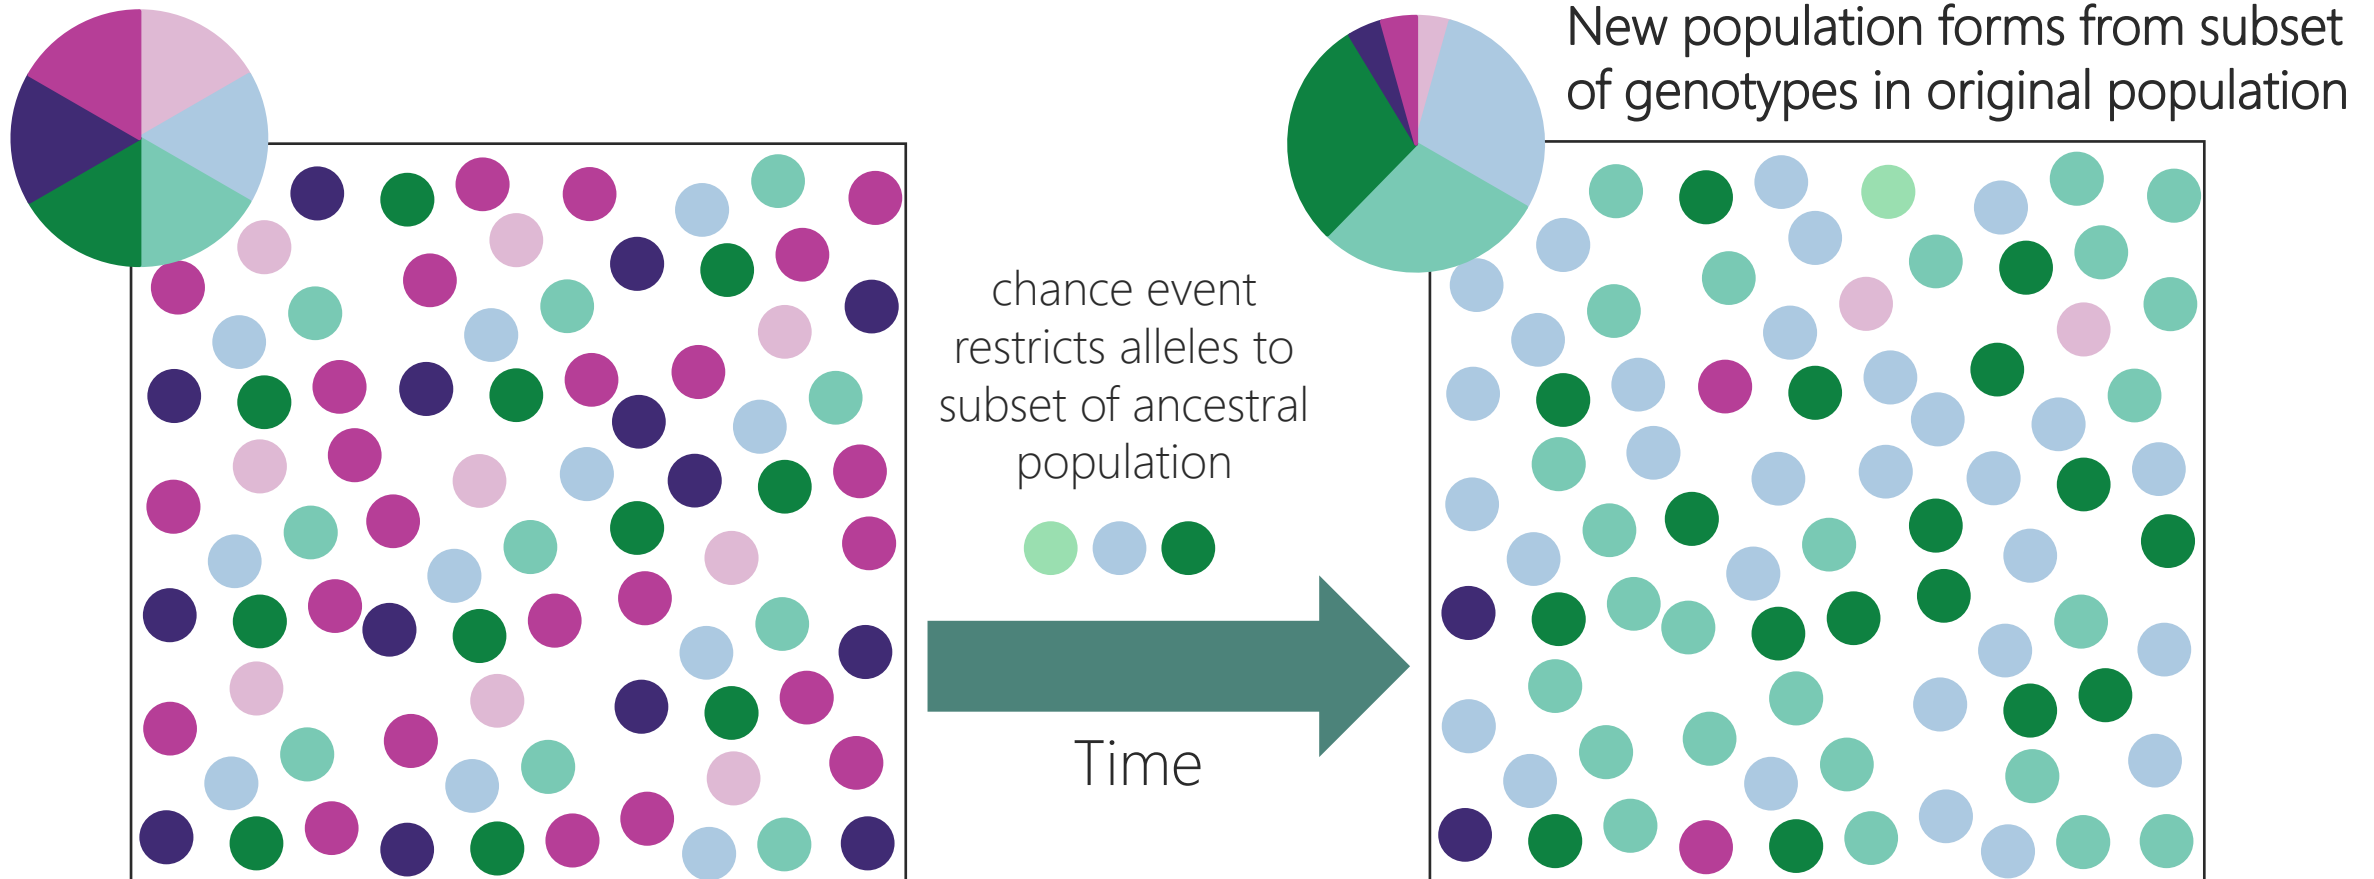 New population forms from subset
of genotypes in original population
chance event
restricts alleles to
subset of ancestral
population
Time